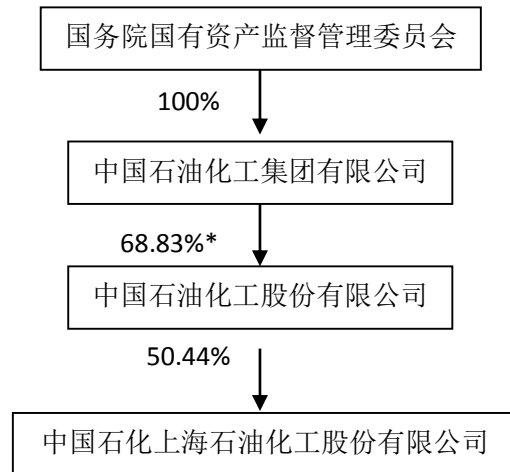 国务院国有资产监督管理委员会
100%
中国石油化工集团有限公司
68.83%*
中国石油化工股份有限公司
50.44%
中国石化上海石油化工股份有限公司